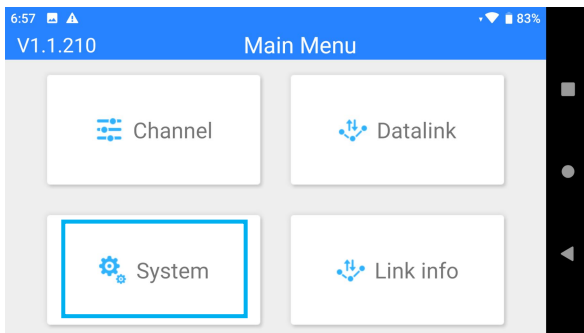 6:57 83%
V1.1.210 Main Menu
Channel Datalink
System Link info